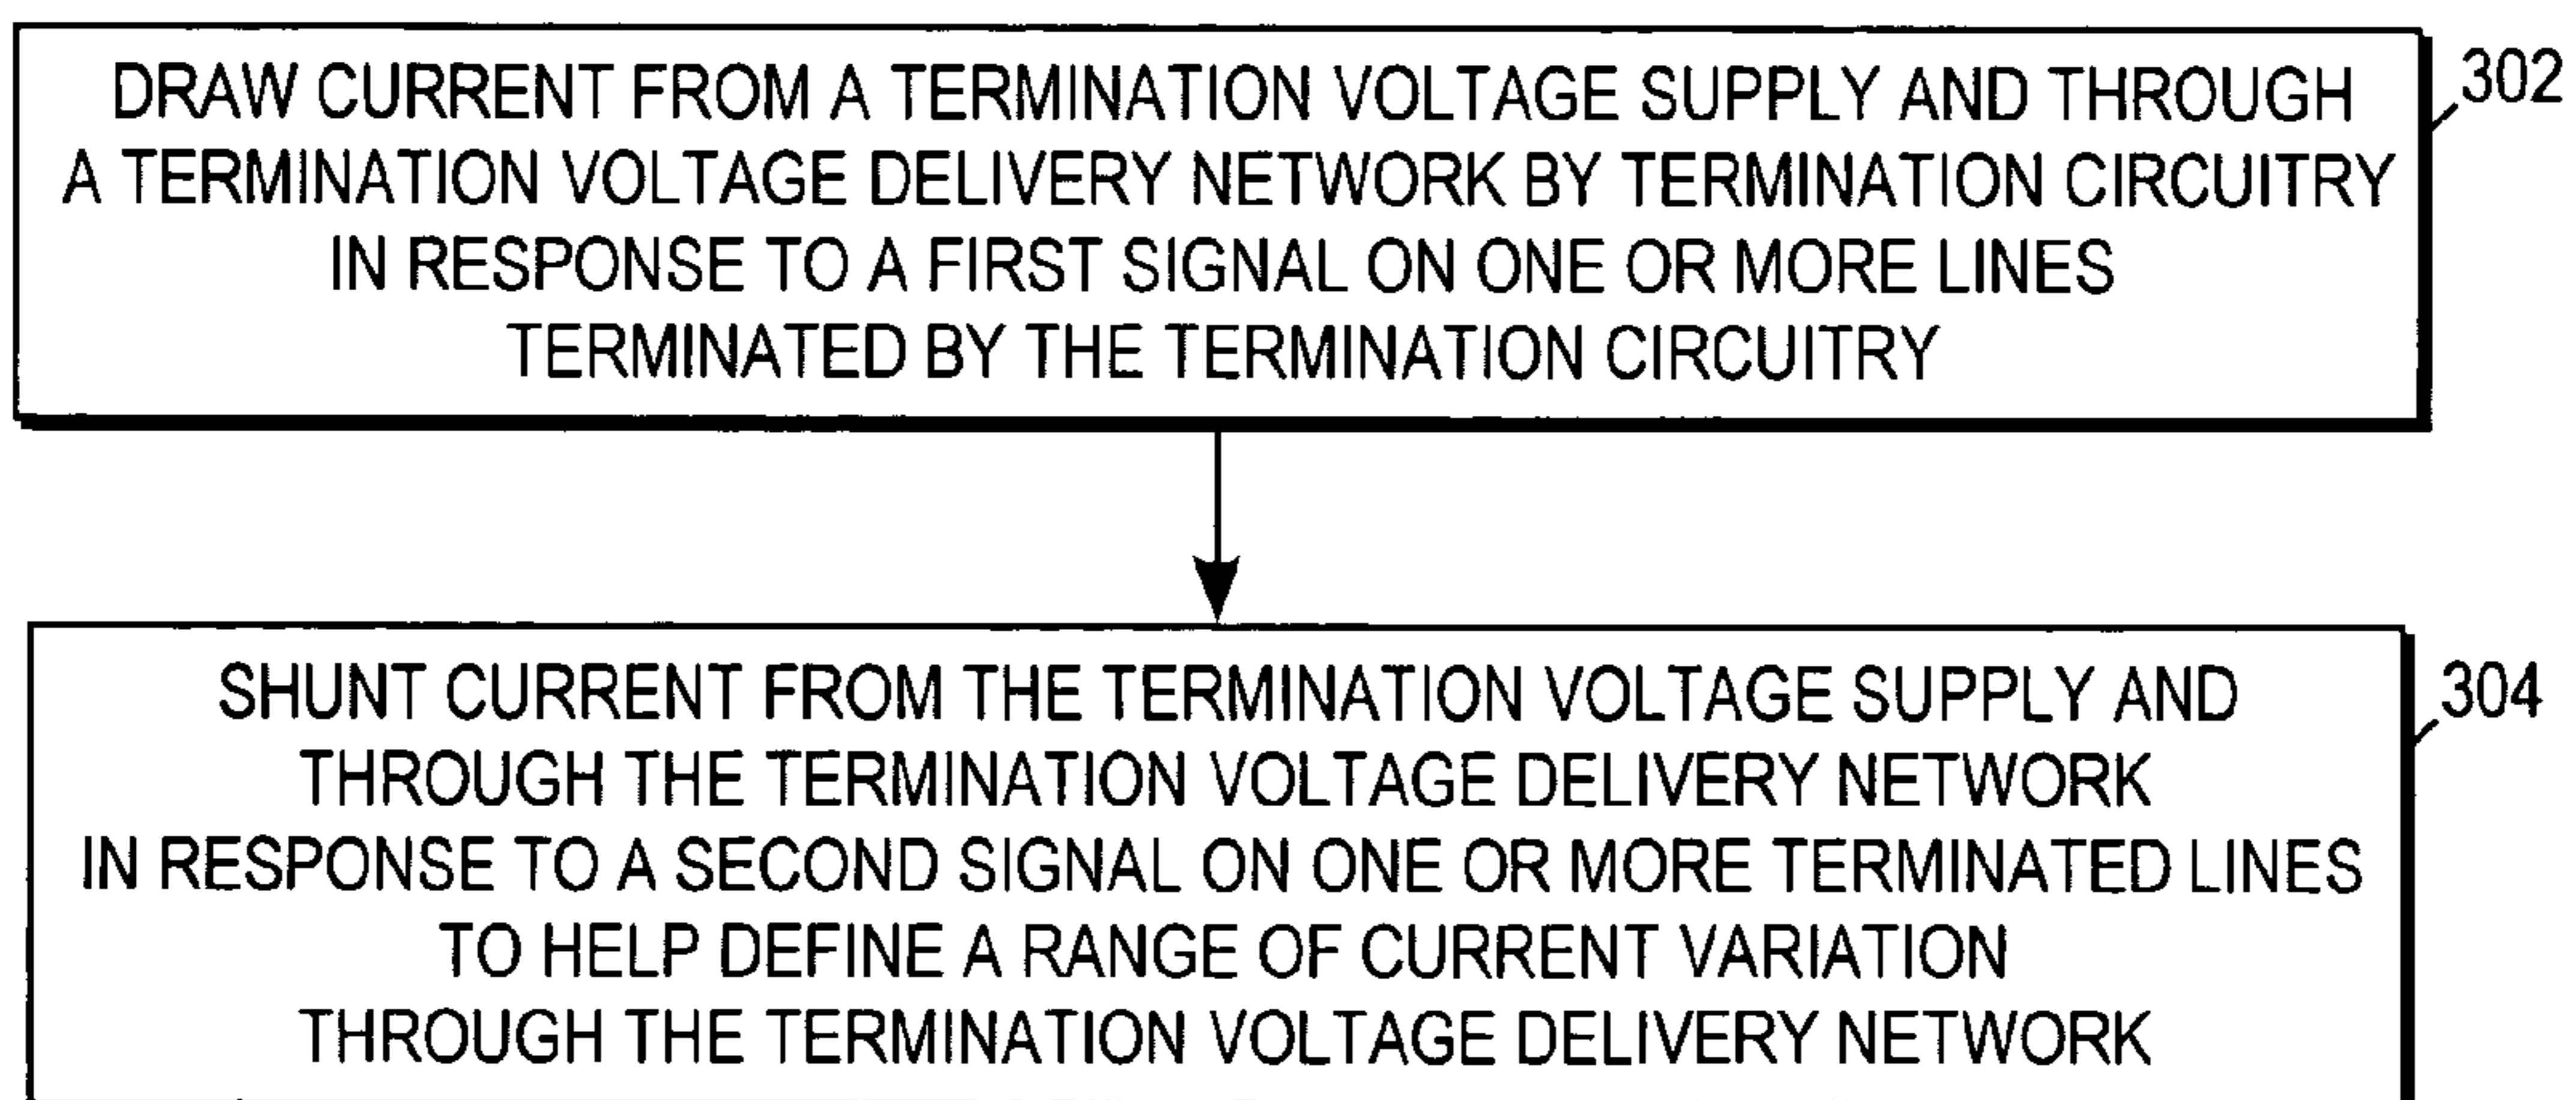 DRAW CURRENT FROM A TERMINATION VOLTAGE SUPPLY AND THROUGH
A TERMINATION VOLTAGE DELIVERY NETWORK BY TERMINATION CIRCUITRY
IN RESPONSE TO A FIRST SIGNAL ON ONE OR MORE LINES
TERMINATED BY THE TERMINATION CIRCUITRY
302
SHUNT CURRENT FROM THE TERMINATION VOLTAGE SUPPLY AND
THROUGH THE TERMINATION VOLTAGE DELIVERY NETWORK
IN RESPONSE TO A SECOND SIGNAL ON ONE OR MORE TERMINATED LINES
TO HELP DEFINE A RANGE OF CURRENT VARIATION
THROUGH THE TERMINATION VOLTAGE DELIVERY NETWORK
304